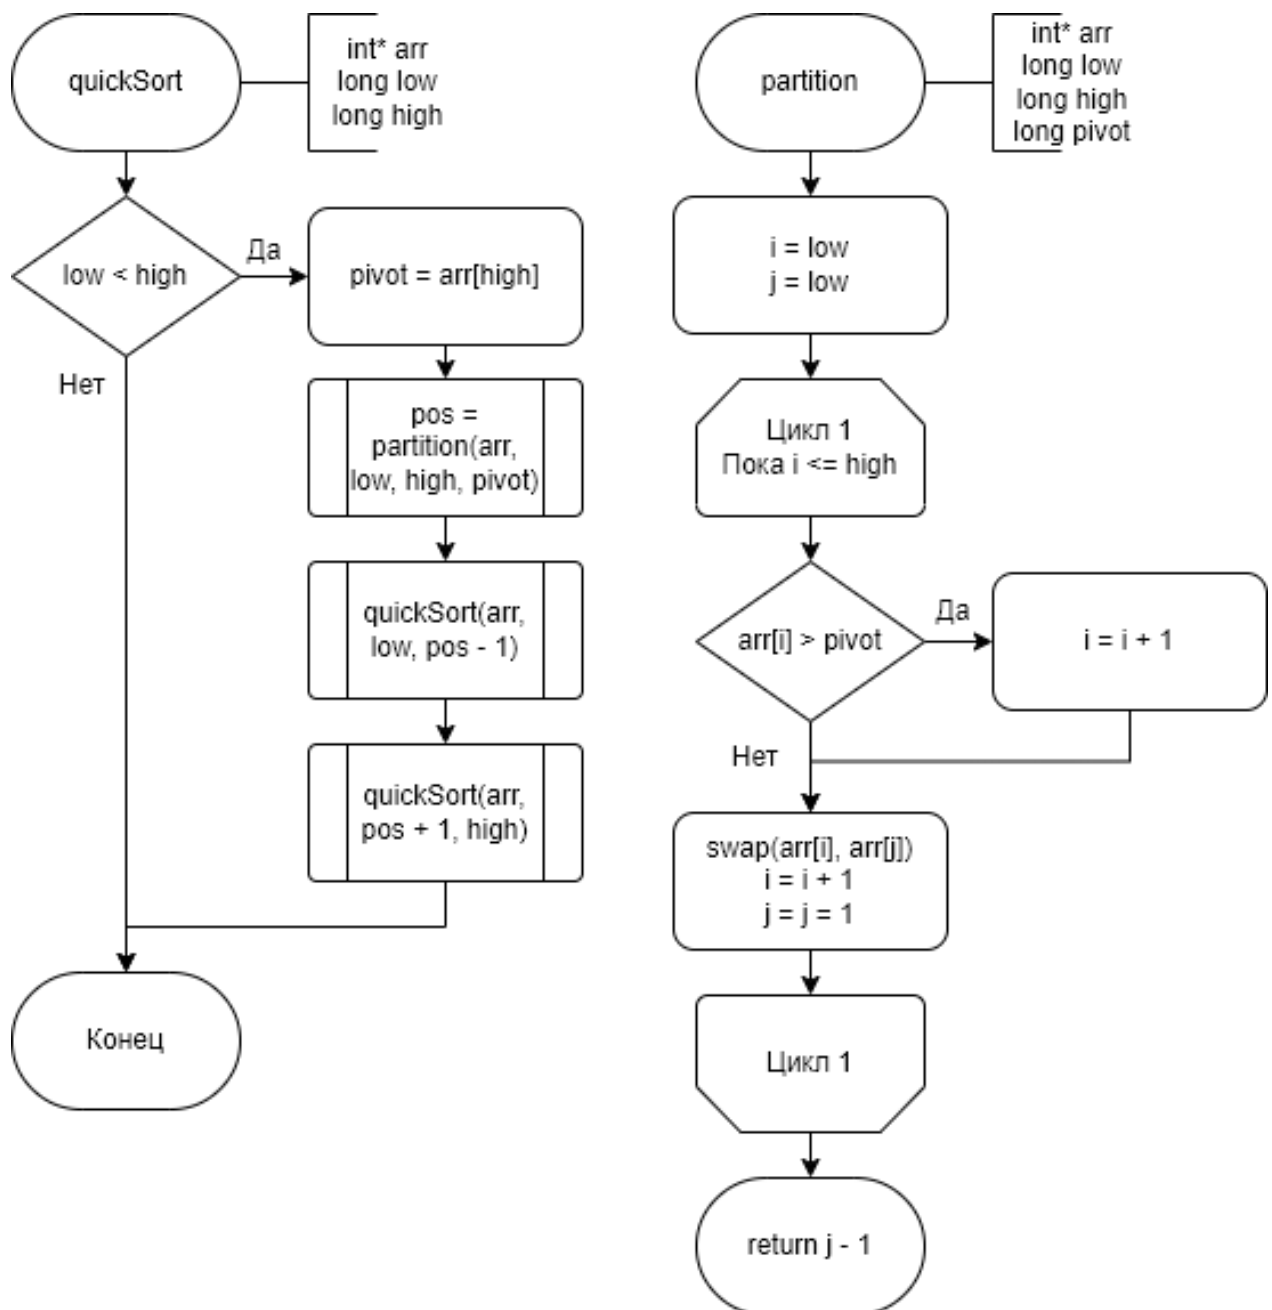 quickSort
int* arr
long low
long high
low < high
Да
Нет
pivot = arr[high]
pos =
partition(arr,
low, high, pivot)
quickSort(arr,
low, pos - 1)
quickSort(arr,
pos + 1, high)
Конец
partition
int* arr
long low
long high
long pivot
i = low
j = low
Цикл 1
Пока i <= high
arr[i] > pivot
Да
i = i + 1
Нет
swap(arr[i], arr[j])
i = i + 1
j = j = 1
Цикл 1
return j - 1